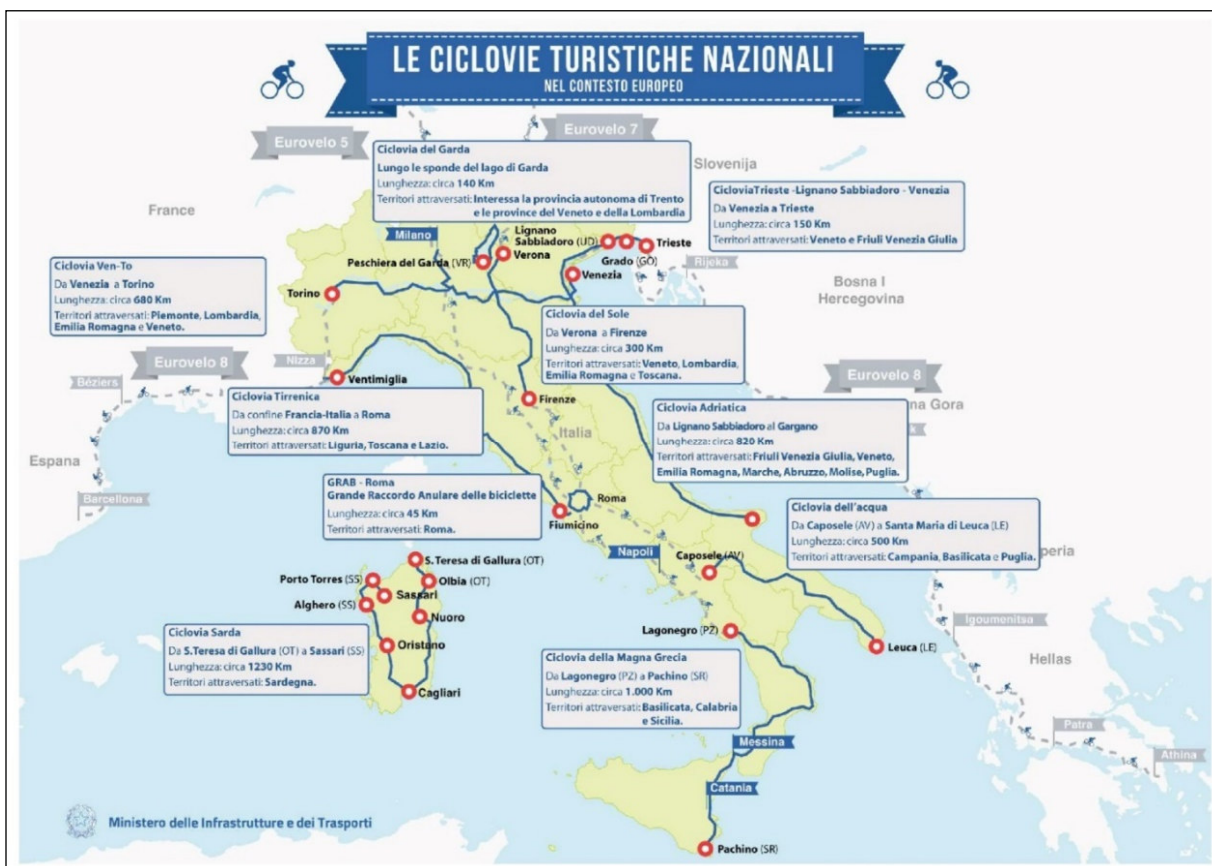 LE CICLOVIE TURISTICHE NAZIONALI
NEL CONTESTO EUROPEO
Eurovelo 5
Eurovelo 7
Ciclovia del Garda
Lungo le sponde del lago di Garda
Lunghezza: circa 140 Km
Territori attraversati: Interessa la provincia autonoma di Trento
e le province del Veneto e della Lombardia
Slovenija
CicloviaTrieste -Lignano Sabbiadoro - Venezia
Da Venezia a Trieste
Lunghezza: circa 150 Km
Territori attraversati: Veneto e Friuli Venezia Giulia
France
Milano
Lignano
Sabbiadoro (UD)
Trieste
Verona
Grado (GO)
Peschiera del Garda (VR)
Venezia
Rijeka
Bosna I
Hercegovina
Ciclovia Ven-To
Da Venezia a Torino
Lunghezza: circa 680 Km
Territori attraversati: Piemonte, Lombardia,
Emilia Romagna e Veneto.
Torino
Ciclovia del Sole
Da Verona a Firenze
Lunghezza: circa 300 Km
Territori attraversati: Veneto, Lombardia,
Emilia Romagna e Toscana.
Eurovelo 8
Nizza
Béziers
Ventimiglia
Eurovelo 8
Ciclovia Tirrenica
Da confine Francia-Italia a Roma
Lunghezza: circa 870 Km
Territori attraversati: Liguria, Toscana e Lazio.
Firenze
Italia
Ciclovia Adriatica
Da Lignano Sabbiadoro al Gargano
Lunghezza: circa 820 Km
Territori attraversati: Friuli Venezia Giulia, Veneto,
Emilia Romagna, Marche, Abruzzo, Molise, Puglia.
na Gora
Espana
Barcellona
GRAB - Roma
Grande Raccordo Anulare delle biciclette
Lunghezza: circa 45 Km
Territori attraversati: Roma.
Roma
Fiumicino
Ciclovia dell'acqua
Da Caposele (AV) a Santa Maria di Leuca (LE)
Lunghezza: circa 500 Km
Territori attraversati: Campania, Basilicata e Puglia.
peria
Napoli
Caposele (AV)
S.Teresa di Gallura (OT)
Porto Torres (SS)
Olbia (OT)
Sassari
Alghero (SS)
Nuoro
Igoumenitsa
Ciclovia Sarda
Da S.Teresa di Gallura (OT) a Sassari (SS)
Lunghezza: circa 1230 Km
Territori attraversati: Sardegna.
Oristano
Cagliari
Lagonegro (PZ)
Leuca (LE)
Hellas
Ciclovia della Magna Grecia
Da Lagonegro (PZ) a Pachino (SR)
Lunghezza: circa 1.000 Km
Territori attraversati: Basilicata, Calabria
e Sicilia.
Patra
Messina
Athina
Catania
Ministero delle Infrastrutture e dei Trasporti
Pachino (SR)